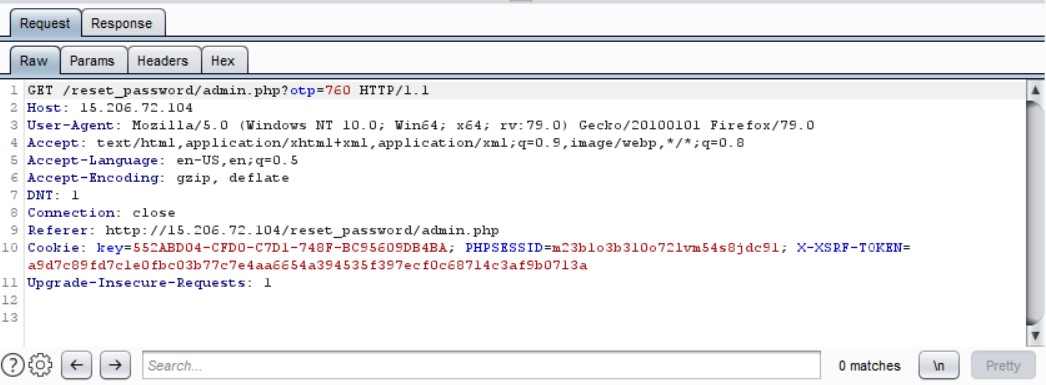 Request Response
Raw Params Headers Hex
1 GET /reset_password/admin.php?otp=760 HTTP/1.1
2 Host: 15.206.72.104
3 User-Agent: Mozilla/5.0 (Windows NT 10.0; Win64; x64; rv:79.0) Gecko/20100101 Firefox/79.0
4 Accept: text/html,application/xhtml+xml,application/xml;q=0.9,image/webp,*/*;q=0.8
5 Accept-Language: en-US,en;q=0.5
6 Accept-Encoding: gzip, deflate
7 DNT: 1
8 Connection: close
9 Referer: http://15.206.72.104/reset_password/admin.php
10 Cookie: key=552ABD04-CFD0-C7D1-748F-BC95609DB4BA; PHPSESSID=m23blo3b310o721vm54s8jdc91; X-XSRF-TOKEN=
a9d7c89fd7c1e0fbc03b77c7e4aa6654a394535f397ecf0c68714c3af9b0713a
11 Upgrade-Insecure-Requests: 1
12
13
? Search... 0 matches \n Pretty